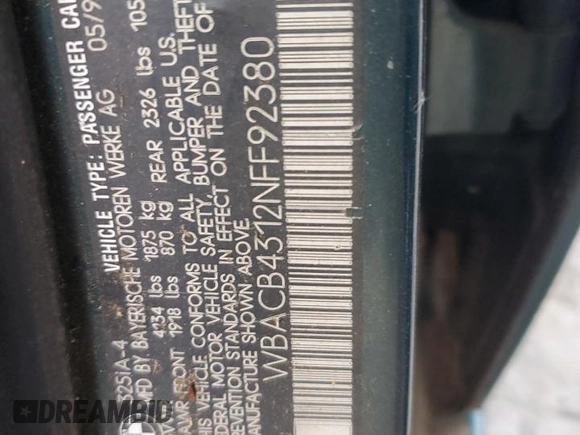 VEHICLE TYPE: PASSENGER CAR
MFD BY BAYERISCHE MOTOREN WERKE AG 05/9
4134 lbs 1875 kg
FRONT 1918 lbs 870 kg REAR 2326 lbs 105
THIS VEHICLE CONFORMS TO ALL APPLICABLE U.S.
FEDERAL MOTOR VEHICLE SAFETY, BUMPER AND THEFT
PREVENTION STANDARDS IN EFFECT ON THE DATE OF
MANUFACTURE SHOWN ABOVE.
WBACB4312NFF92380
DREAMBID